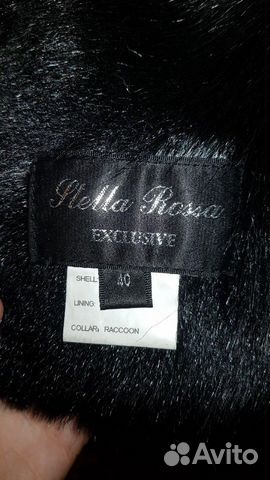 Stella Rossa
EXCLUSIVE
SHELL:
40
LINING:
COLLAR: RACCOON
Avito